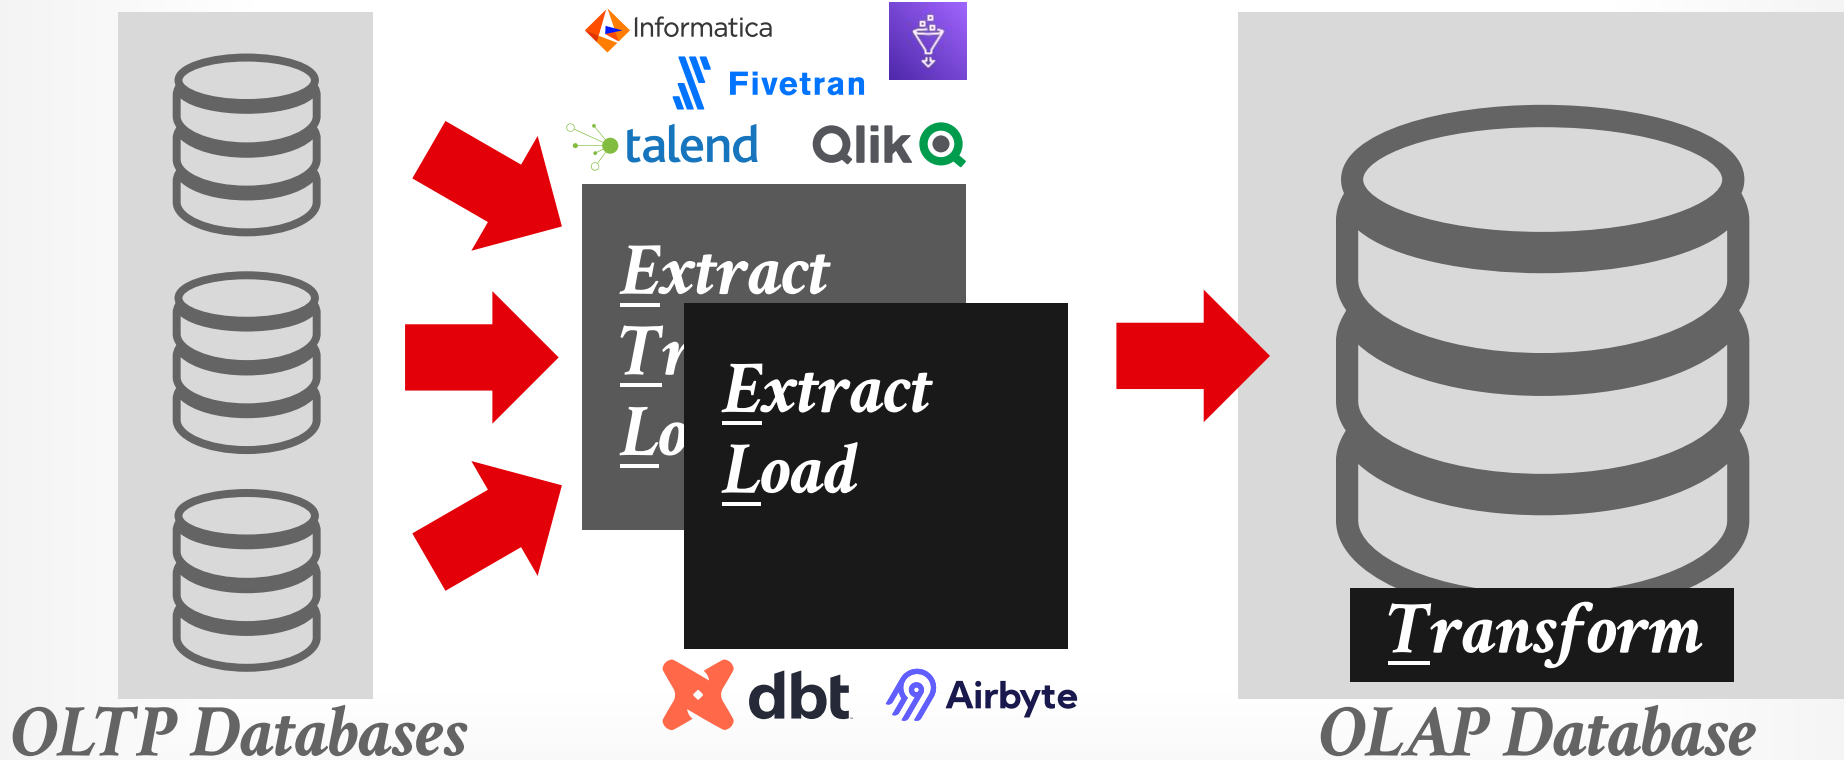 Informatica
Fivetran
talend
Qlik
Extract
Tr
Lo
Extract
Load
Transform
dbt
Airbyte
OLTP Databases
OLAP Database